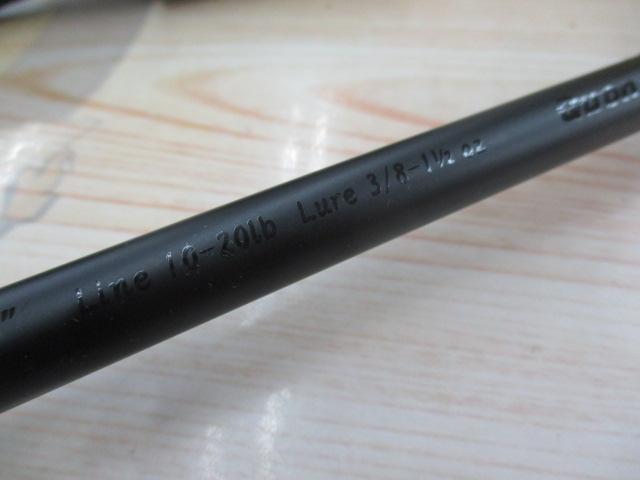 " Line 10-20lb Lure 3/8-1½ oz